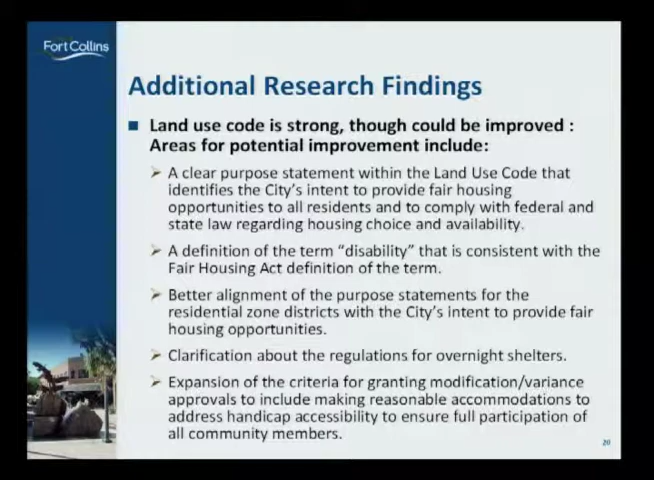 Fort Collins
Additional Research Findings
Land use code is strong, though could be improved :
Areas for potential improvement include:
A clear purpose statement within the Land Use Code that
identifies the City's intent to provide fair housing
opportunities to all residents and to comply with federal and
state law regarding housing choice and availability.
A definition of the term "disability" that is consistent with the
Fair Housing Act definition of the term.
Better alignment of the purpose statements for the
residential zone districts with the City's intent to provide fair
housing opportunities.
Clarification about the regulations for overnight shelters.
Expansion of the criteria for granting modification/variance
approvals to include making reasonable accommodations to
address handicap accessibility to ensure full participation of
all community members.
20